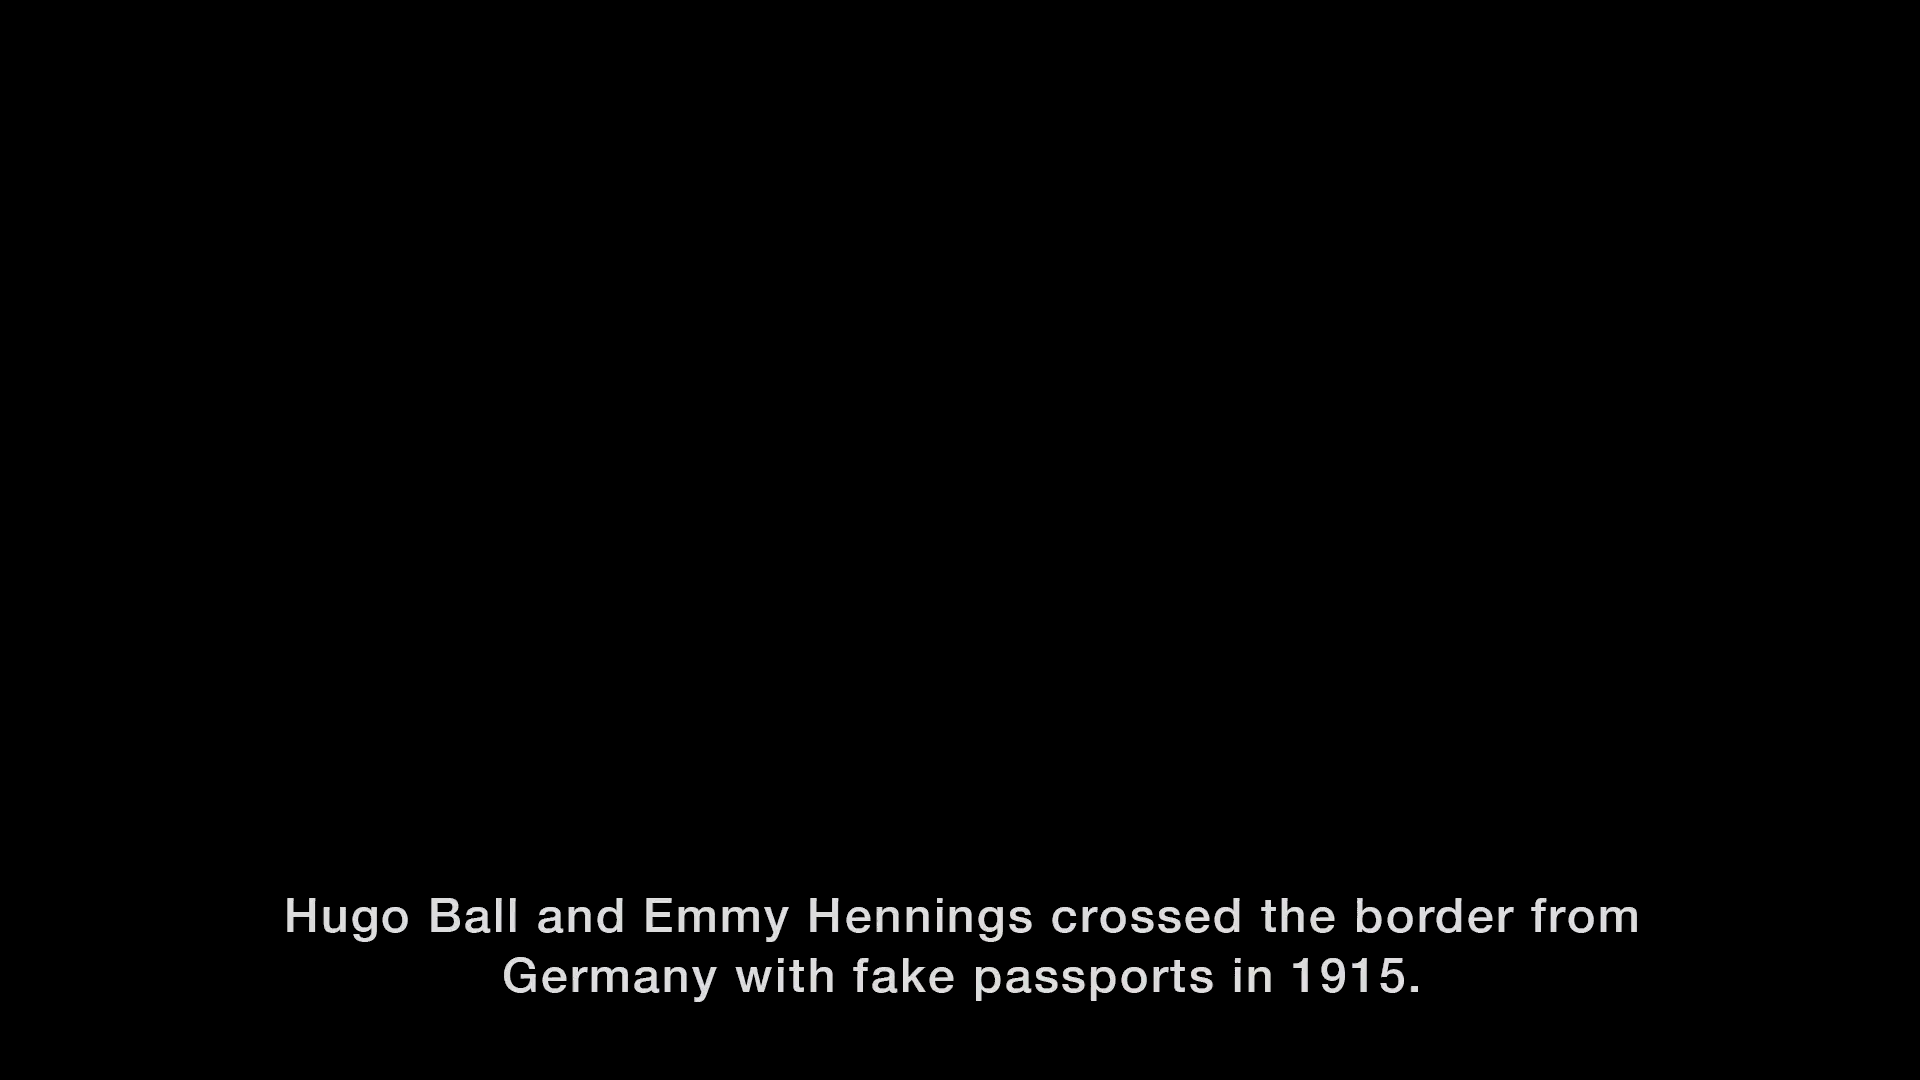 Hugo Ball and Emmy Hennings crossed the border from
Germany with fake passports in 1915.